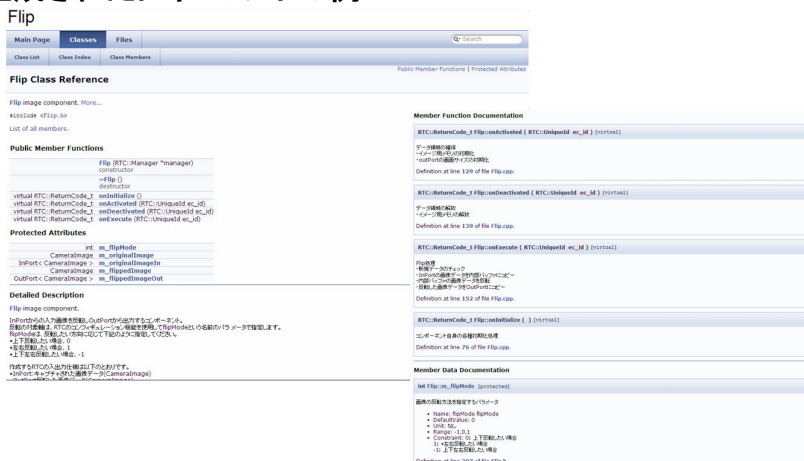 Flip
Main Page Classes Files
Search
Class List Class Index Class Members
Public Member Functions | Protected Attributes
Flip Class Reference
Flip image component. More...
#include <Flip.h>
List of all members.
Public Member Functions
Flip (RTC::Manager *manager)
constructor
~Flip ()
destructor
virtual RTC::ReturnCode_t onInitialize ()
virtual RTC::ReturnCode_t onActivated (RTC::UniqueId ec_id)
virtual RTC::ReturnCode_t onDeactivated (RTC::UniqueId ec_id)
virtual RTC::ReturnCode_t onExecute (RTC::UniqueId ec_id)
Protected Attributes
int m_flipMode
CameraImage m_originalImage
InPort< CameraImage > m_originalImageIn
CameraImage m_flippedImage
OutPort< CameraImage > m_flippedImageOut
Detailed Description
Flip image component.
InPortからの入力画像を反転しOutPortから出力するコンポーネント。
反転の対象軸は、RTCのコンフィギュレーション機能を使用してflipModeという名前のパラメータで指定します。
flipModeは、反転したい方向に応じて下記のように指定してください。
•上下反転したい場合、0
•左右反転したい場合、1
•上下左右反転したい場合、-1
作成するRTCの入出力仕様は以下のとおりです。
•InPort:キャプチャされた画像データ(CameraImage)
Member Function Documentation
RTC::ReturnCode_t Flip::onActivated ( RTC::UniqueId ec_id ) [virtual]
データ領域の確保
・イメージ用メモリの初期化
・outPortの画面サイズの初期化
Definition at line 129 of file Flip.cpp.
RTC::ReturnCode_t Flip::onDeactivated ( RTC::UniqueId ec_id ) [virtual]
データ領域の解放
・イメージ用メモリの解放
Definition at line 139 of file Flip.cpp.
RTC::ReturnCode_t Flip::onExecute ( RTC::UniqueId ec_id ) [virtual]
Flip処理
・新規データのチェック
・InPortの画像データを内部バッファにコピー
・内部バッファの画像データを反転
・反転した画像データをOutPortにコピー
Definition at line 152 of file Flip.cpp.
RTC::ReturnCode_t Flip::onInitialize ( ) [virtual]
コンポーネント自身の各種初期化処理
Definition at line 76 of file Flip.cpp.
Member Data Documentation
int Flip::m_flipMode [protected]
画像の反転方法を指定するパラメータ
• Name: flipMode flipMode
• DefaultValue: 0
• Unit: なし
• Range: -1,0,1
• Constraint: 0: 上下反転したい場合
1: •左右反転したい場合
-1: 上下左右反転したい場合